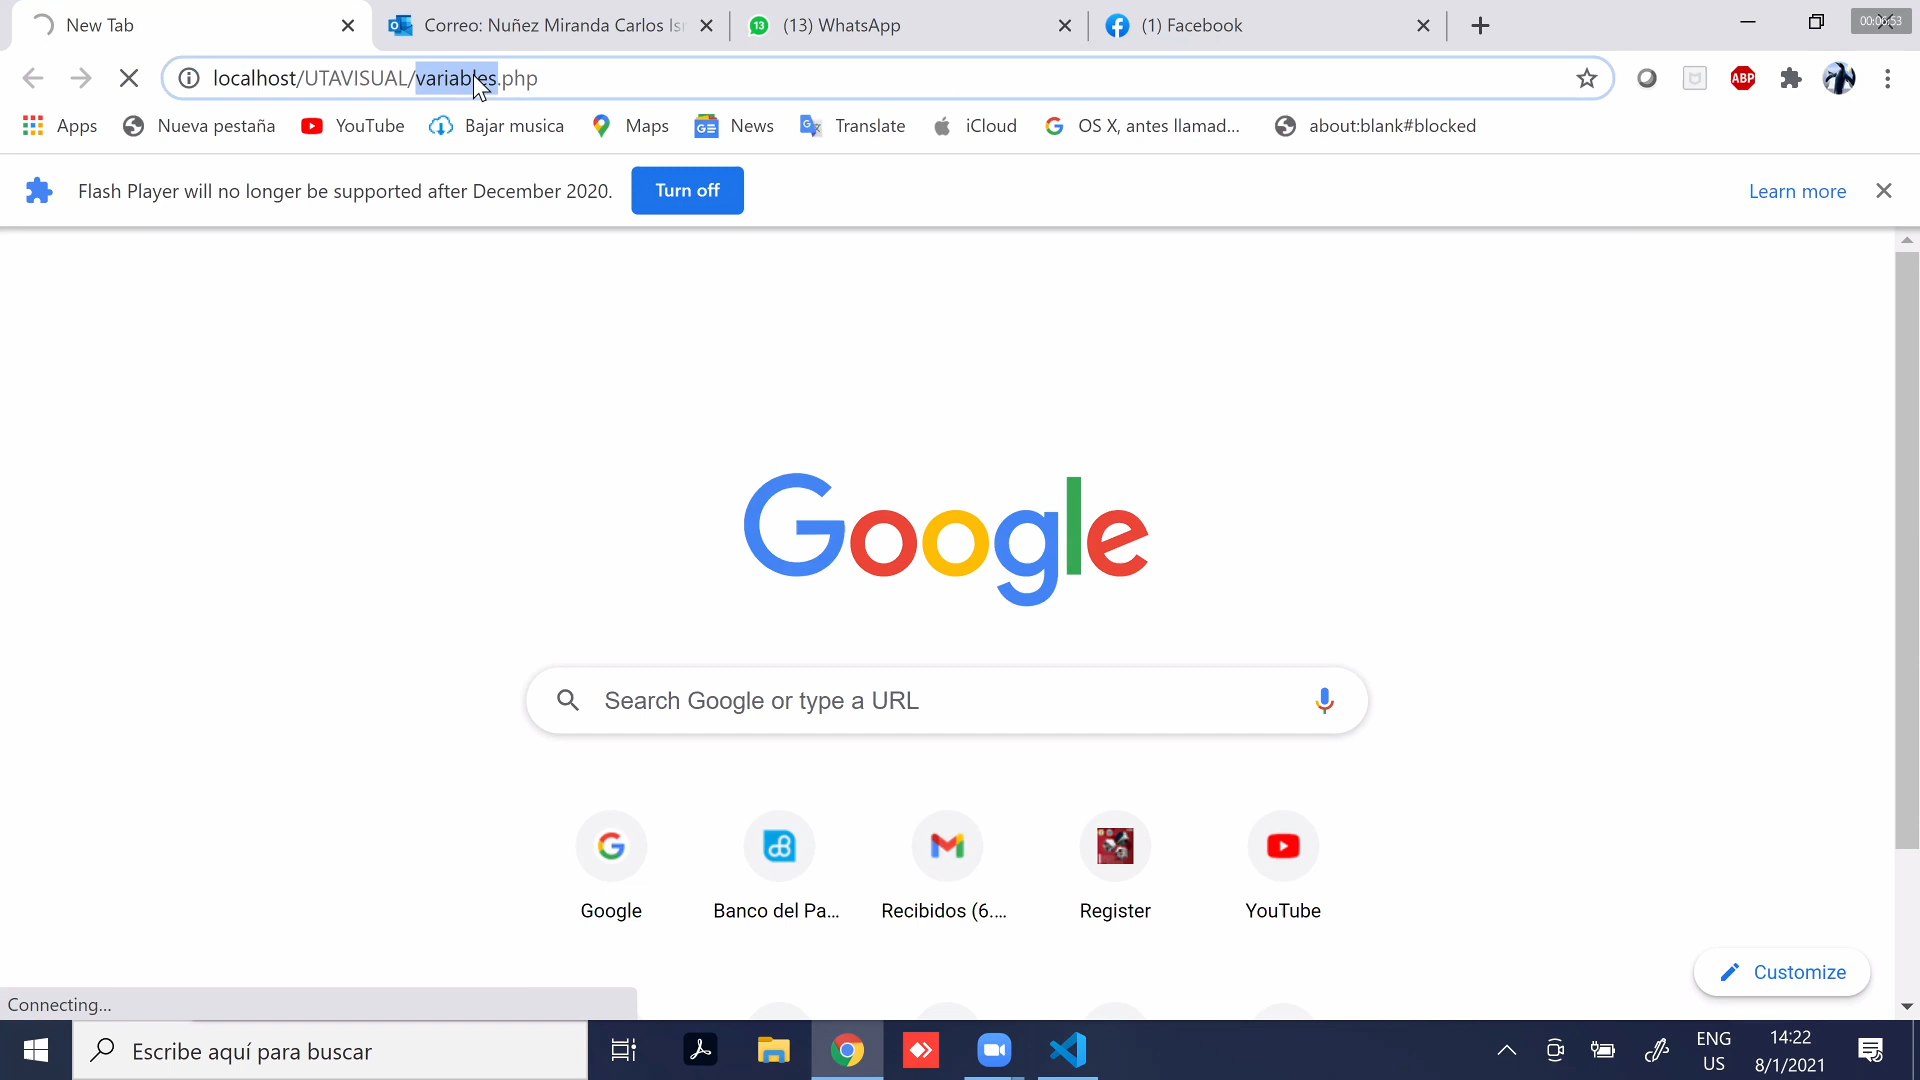 New Tab
Correo: Nuñez Miranda Carlos Isr
13
(13) WhatsApp
(1) Facebook
00:06:53
localhost/UTAVISUAL/variables.php
ABP
Apps
Nueva pestaña
YouTube
Bajar musica
Maps
News
Translate
iCloud
OS X, antes llamad...
about:blank#blocked
Flash Player will no longer be supported after December 2020.
Turn off
Learn more
Google
Search Google or type a URL
Google
Banco del Pa...
Recibidos (6....
Register
YouTube
Customize
Connecting...
Escribe aquí para buscar
ENG
US
14:22
8/1/2021